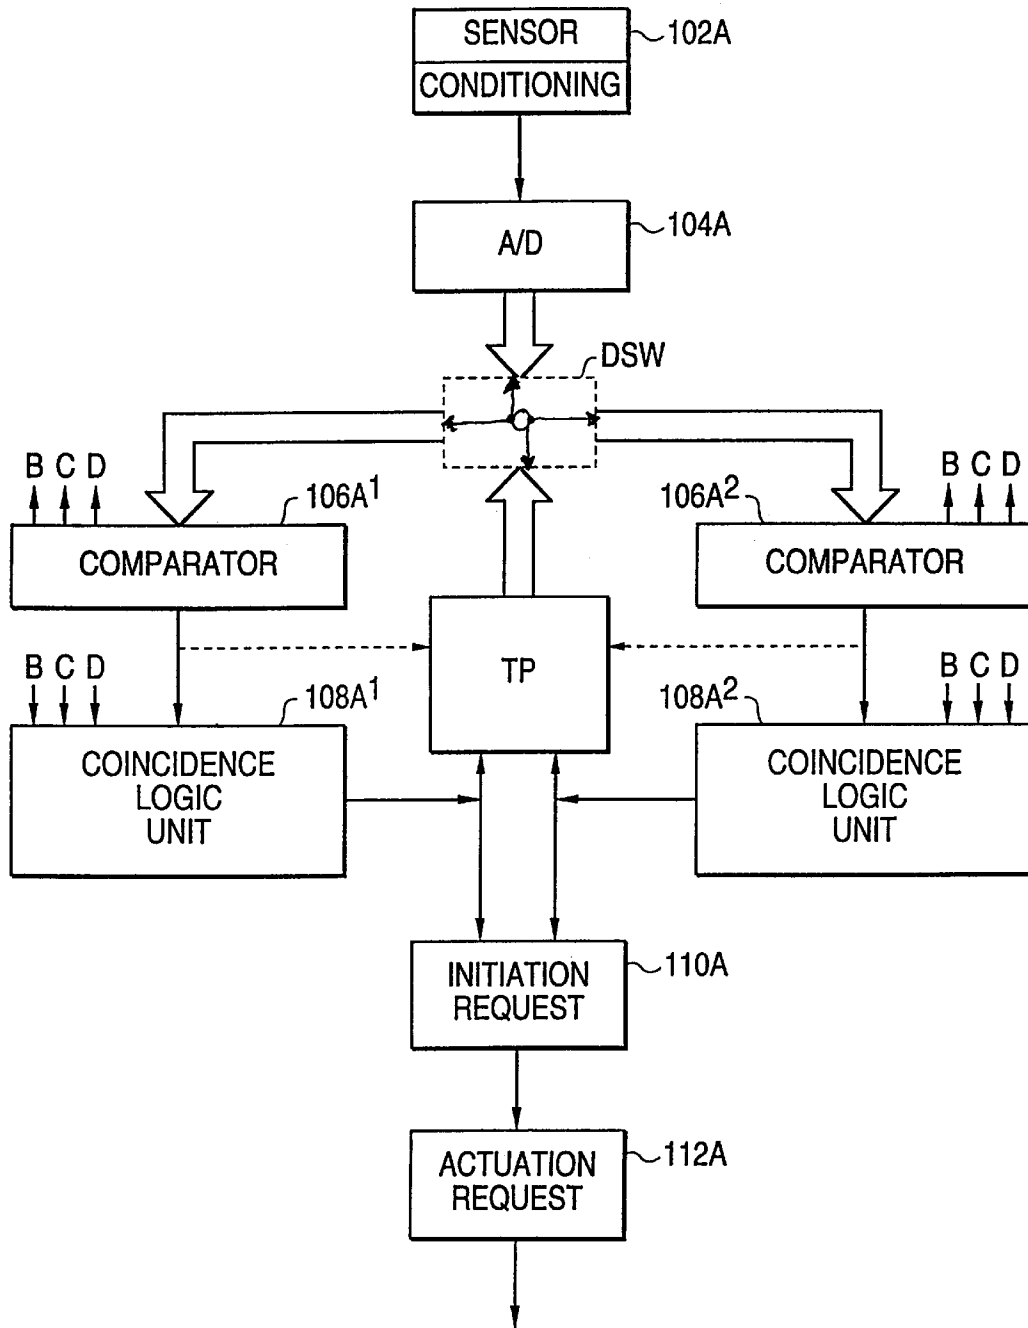 SENSOR
102A
CONDITIONING
A/D
104A
DSW
B C D
106A¹
106A²
B C D
COMPARATOR
COMPARATOR
B C D
108A¹
TP
108A²
B C D
COINCIDENCE
LOGIC
UNIT
COINCIDENCE
LOGIC
UNIT
INITIATION
REQUEST
110A
ACTUATION
REQUEST
112A